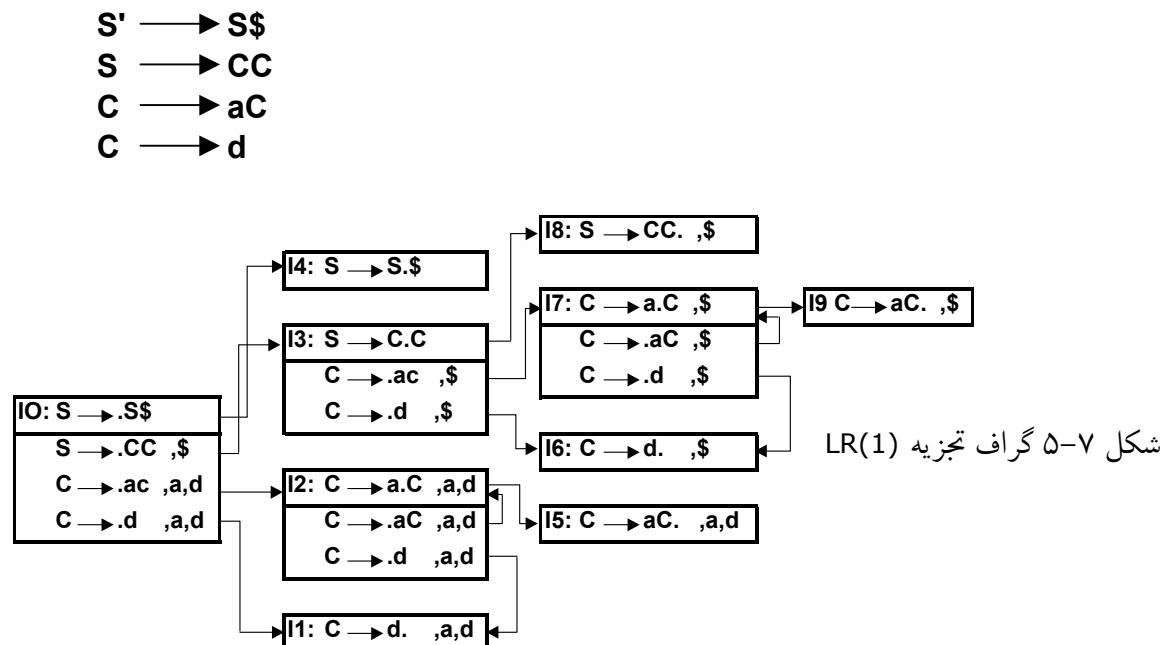 S' → S$
S → CC
C → aC
C → d
I8: S → CC. ,$
I4: S → S.$
I7: C → a.C ,$
C → .aC ,$
C → .d ,$
I9 C → aC. ,$
I3: S → C.C
C → .ac ,$
C → .d ,$
IO: S → .S$
S → .CC ,$
C → .ac ,a,d
C → .d ,a,d
I6: C → d. ,$
شکل ۷-۵ گراف تجزیه LR(1)
I2: C → a.C ,a,d
C → .aC ,a,d
C → .d ,a,d
I5: C → aC. ,a,d
I1: C → d. ,a,d